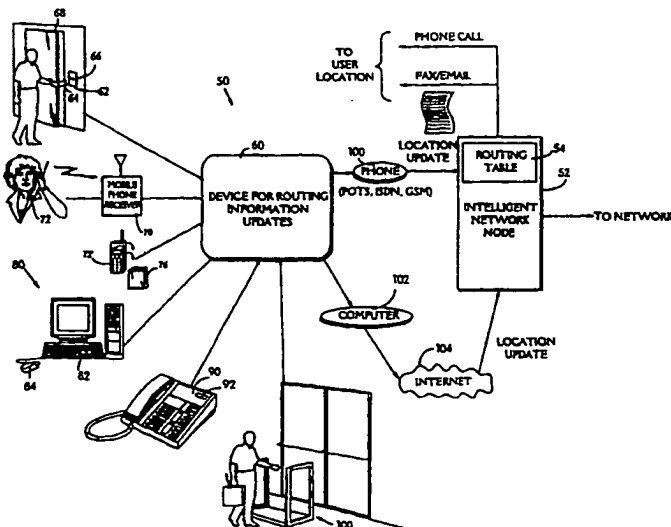 68
66
62
64
50
72
MOBILE
PHONE
RECEIVER
70
72
76
80
82
84
90
92
60
DEVICE FOR ROUTING
INFORMATION
UPDATES
100
PHONE
(POTS, ISDN, GSM)
102
COMPUTER
104
INTERNET
LOCATION
UPDATE
TO
USER
LOCATION
PHONE CALL
FAX/EMAIL
LOCATION
UPDATE
ROUTING
TABLE
54
52
INTELLIGENT
NETWORK
NODE
TO NETWORK
100